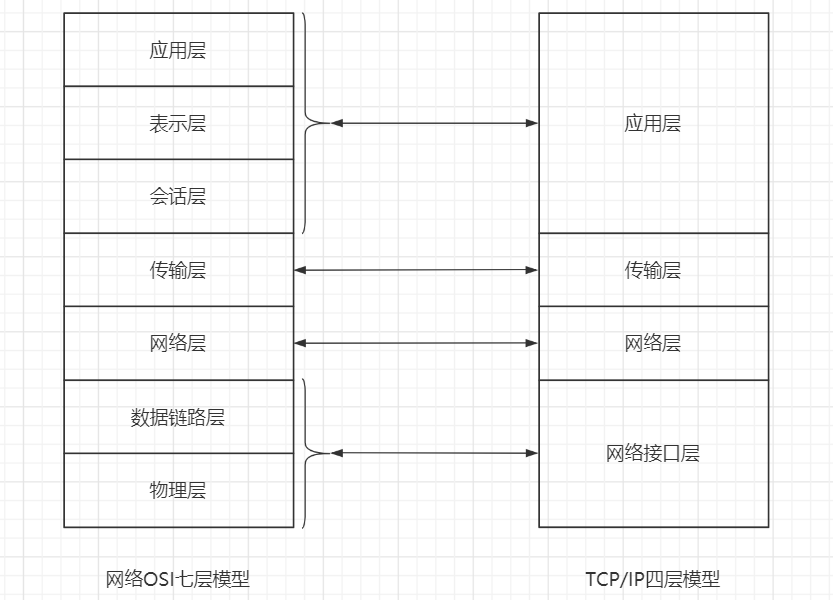 应用层
表示层
会话层
传输层
网络层
数据链路层
物理层
网络OSI七层模型
应用层
传输层
网络层
网络接口层
TCP/IP四层模型